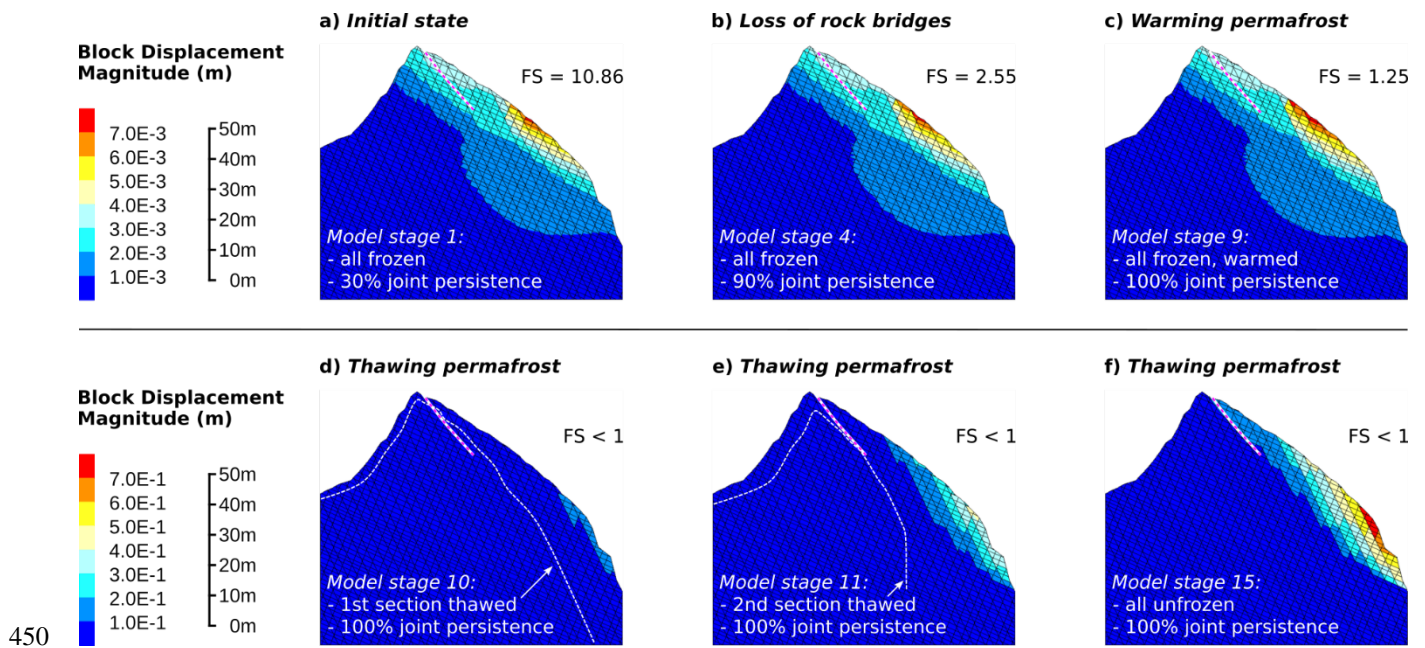 a) Initial state
b) Loss of rock bridges
c) Warming permafrost
Block Displacement
Magnitude (m)
FS = 10.86
FS = 2.55
FS = 1.25
7.0E-3
6.0E-3
5.0E-3
4.0E-3
3.0E-3
2.0E-3
1.0E-3
50m
40m
30m
20m
10m
0m
Model stage 1:
- all frozen
- 30% joint persistence
Model stage 4:
- all frozen
- 90% joint persistence
Model stage 9:
- all frozen, warmed
- 100% joint persistence
d) Thawing permafrost
e) Thawing permafrost
f) Thawing permafrost
Block Displacement
Magnitude (m)
FS < 1
FS < 1
FS < 1
7.0E-1
6.0E-1
5.0E-1
4.0E-1
3.0E-1
2.0E-1
1.0E-1
50m
40m
30m
20m
10m
0m
Model stage 10:
- 1st section thawed
- 100% joint persistence
Model stage 11:
- 2nd section thawed
- 100% joint persistence
Model stage 15:
- all unfrozen
- 100% joint persistence
450